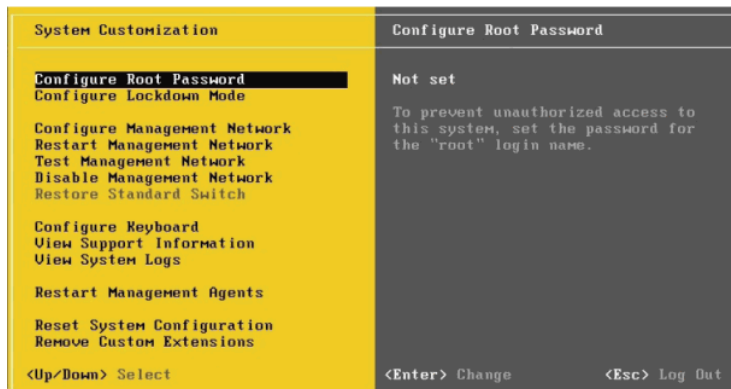 System Customization
Configure Root Password
Configure Lockdown Mode
Configure Management Network
Restart Management Network
Test Management Network
Disable Management Network
Restore Standard Switch
Configure Keyboard
View Support Information
View System Logs
Restart Management Agents
Reset System Configuration
Remove Custom Extensions
<Up/Down> Select
Configure Root Password
Not set
To prevent unauthorized access to
this system, set the password for
the "root" login name.
<Enter> Change <Esc> Log Out